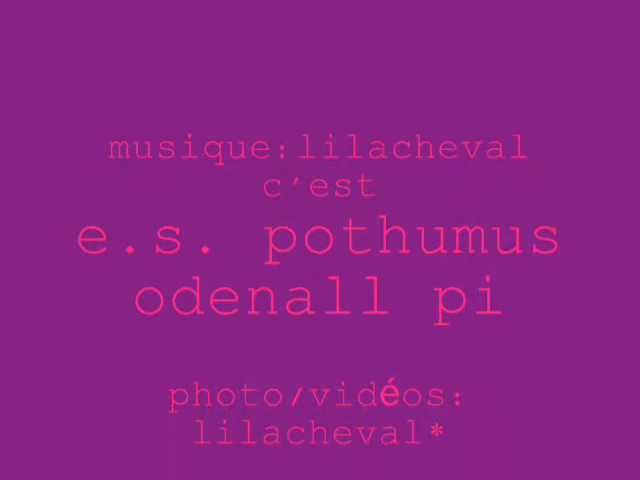 musique:lilacheval
c'est
e.s. pothumus
odenall pi
photo/vidéos:
lilacheval*